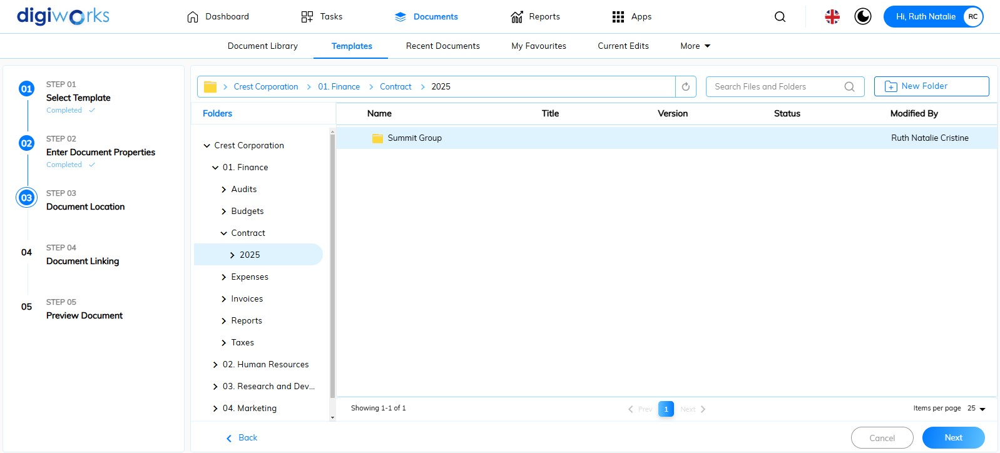 digiworks
Dashboard
Tasks
Documents
Reports
Apps
Hi, Ruth Natalie
RC
Document Library
Templates
Recent Documents
My Favourites
Current Edits
More
01
STEP 01
Select Template
Completed
02
STEP 02
Enter Document Properties
Completed
03
STEP 03
Document Location
04
STEP 04
Document Linking
05
STEP 05
Preview Document
Crest Corporation
01. Finance
Contract
2025
Search Files and Folders
New Folder
Folders
Crest Corporation
01. Finance
Audits
Budgets
Contract
2025
Expenses
Invoices
Reports
Taxes
02. Human Resources
03. Research and Dev...
04. Marketing
Name
Title
Version
Status
Modified By
Summit Group
Ruth Natalie Cristine
Showing 1-1 of 1
Prev
1
Next
Items per page
25
Back
Cancel
Next